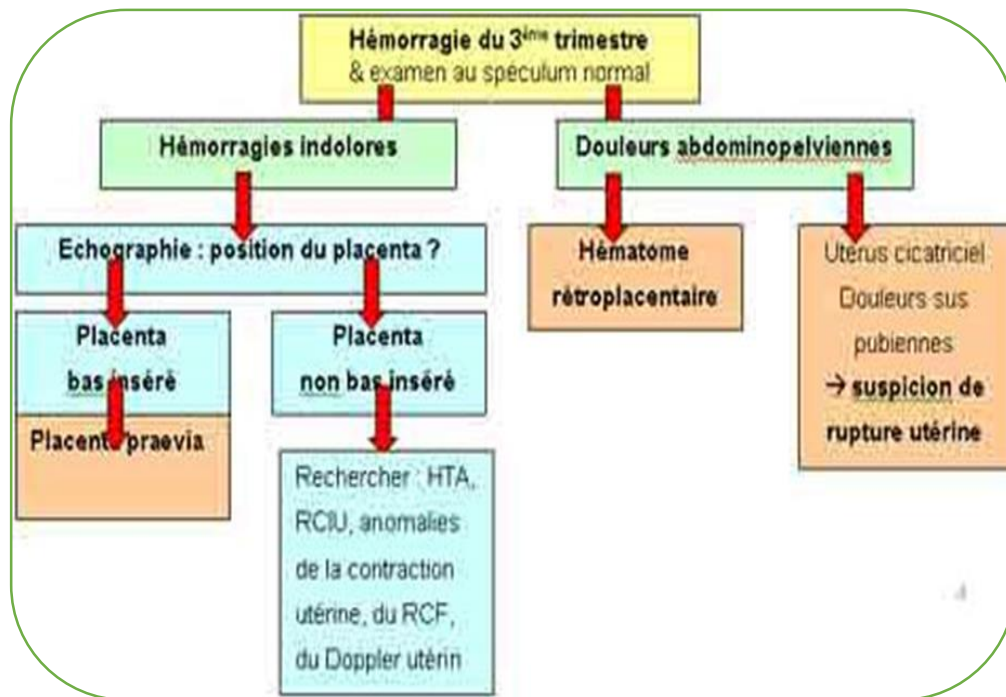 Hémorragie du 3ème trimestre
& examen au spéculum normal
Hémorragies indolores
Douleurs abdominopelviennes
Echographie : position du placenta ?
Hématome
rétroplacentaire
Utérus cicatriciel
Douleurs sus
pubiennes
→ suspicion de
rupture utérine
Placenta
bas inséré
Placenta
non bas inséré
Placenta praevia
Rechercher : HTA,
RCIU, anomalies
de la contraction
utérine, du RCF,
du Doppler utérin
4